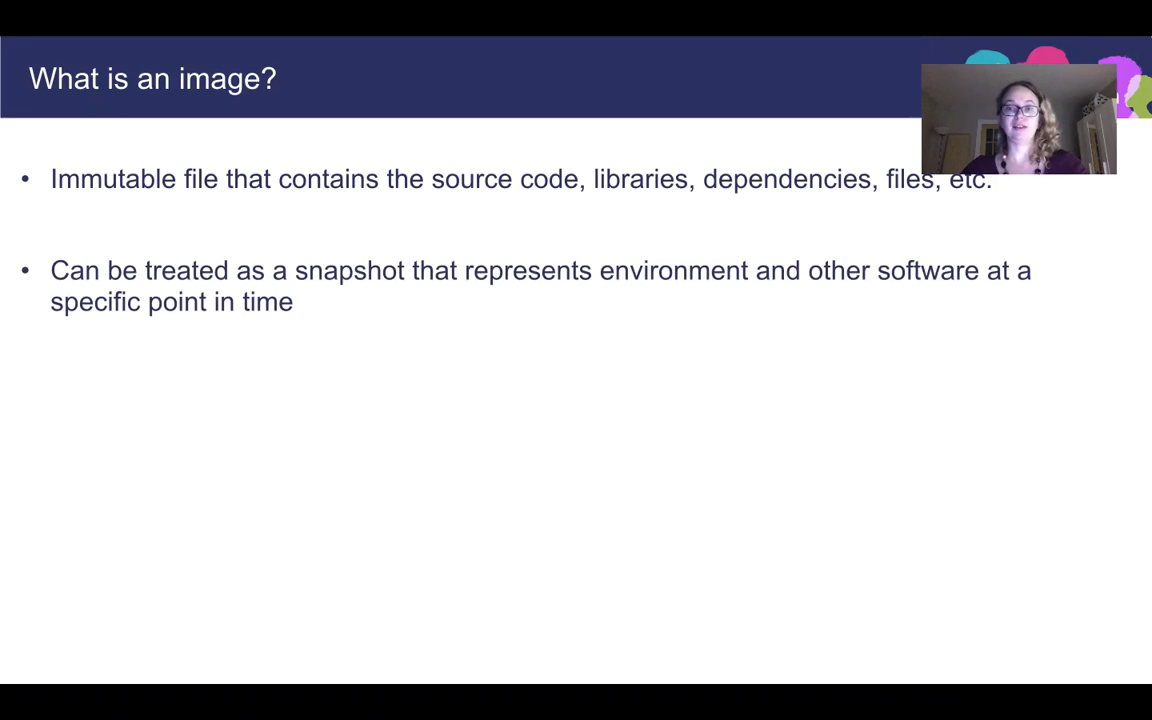 What is an image?
• Immutable file that contains the source code, libraries, dependencies, files, etc.
• Can be treated as a snapshot that represents environment and other software at a
specific point in time